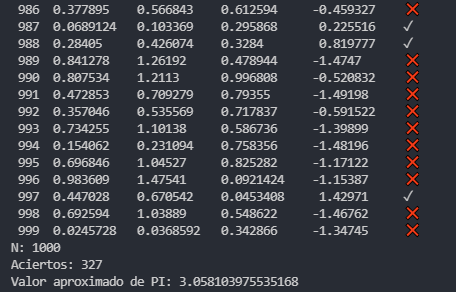 986 0.377895 0.566843 0.612594 -0.459327 ❌
987 0.0689124 0.103369 0.295868 0.225516 ✓
988 0.28405 0.426074 0.3284 0.819777 ✓
989 0.841278 1.26192 0.478944 -1.4747 ❌
990 0.807534 1.2113 0.996808 -0.520832 ❌
991 0.472853 0.709279 0.79355 -1.49198 ❌
992 0.357046 0.535569 0.717837 -0.591522 ❌
993 0.734255 1.10138 0.586736 -1.39899 ❌
994 0.154062 0.231094 0.758356 -1.48196 ❌
995 0.696846 1.04527 0.825282 -1.17122 ❌
996 0.983609 1.47541 0.0921424 -1.15387 ❌
997 0.447028 0.670542 0.0453408 1.42971 ✓
998 0.692594 1.03889 0.548622 -1.46762 ❌
999 0.0245728 0.0368592 0.342866 -1.34745 ❌
N: 1000
Aciertos: 327
Valor aproximado de PI: 3.058103975535168